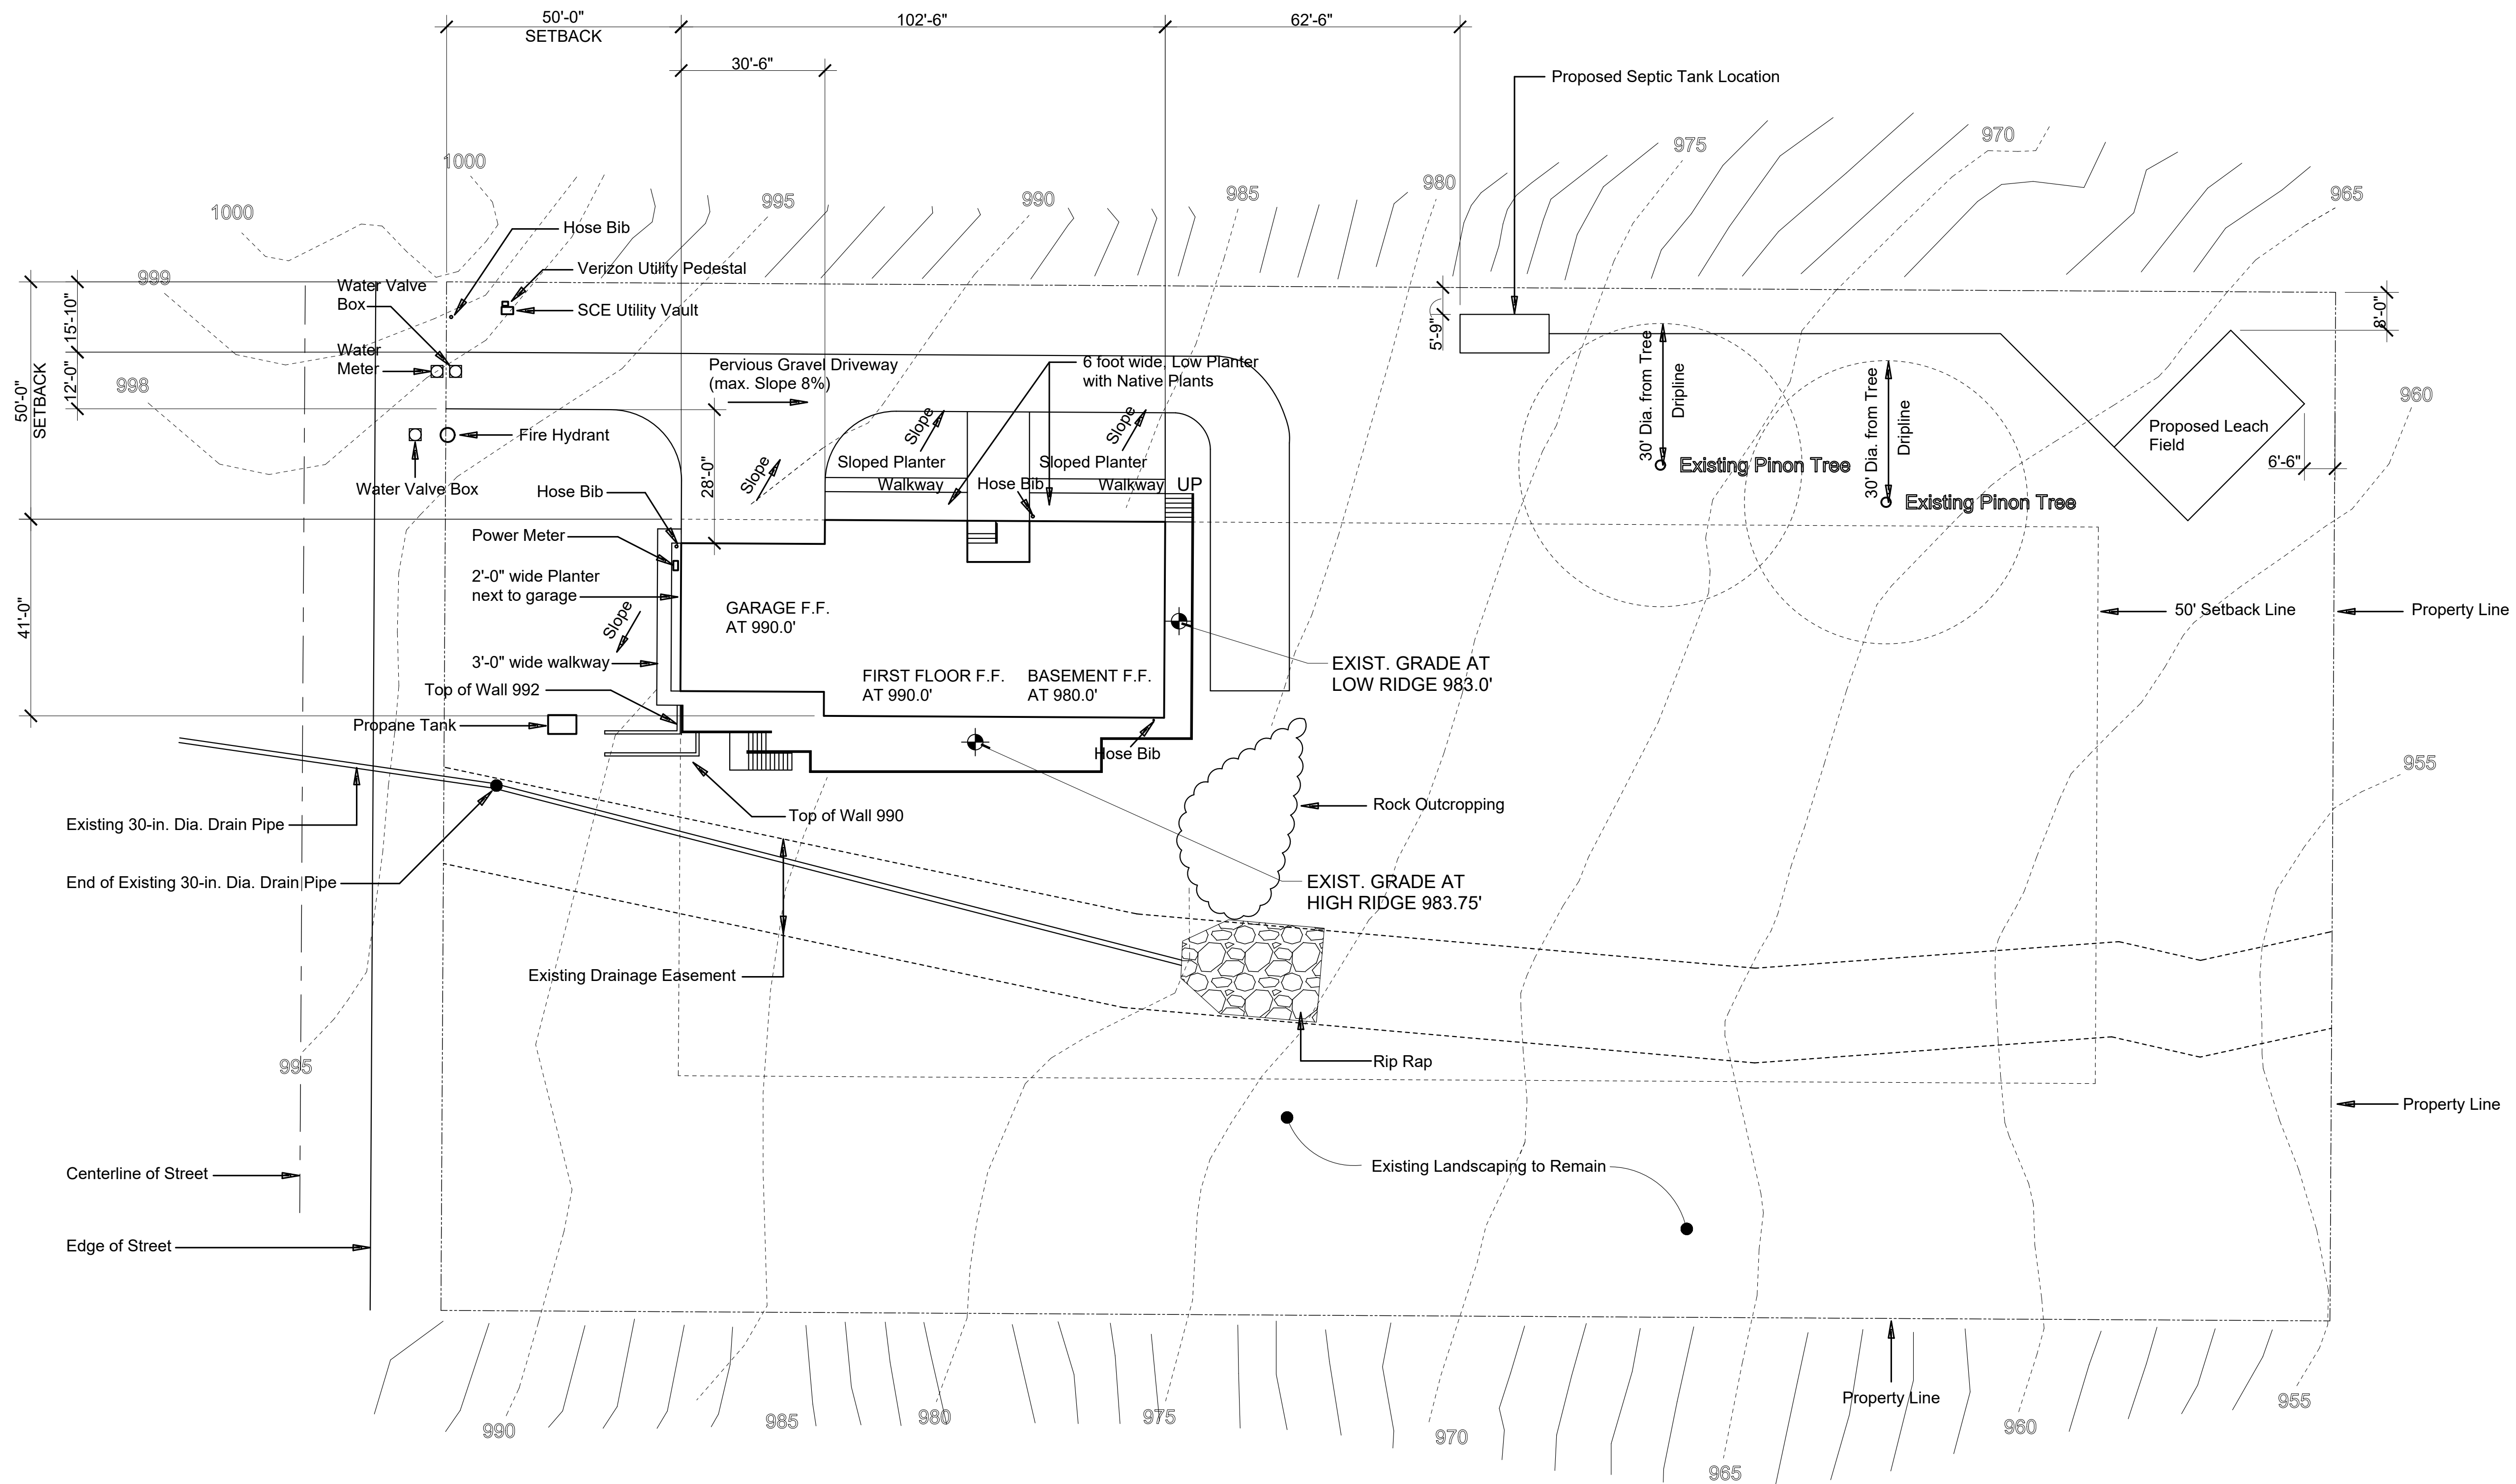 50'-0"
SETBACK
102'-6"
62'-6"
30'-6"
Proposed Septic Tank Location
1000
1000
995
990
985
980
975
970
965
999
998
Hose Bib
Verizon Utility Pedestal
SCE Utility Vault
Water Valve
Box
Water
Meter
15'-10"
12'-0"
50'-0"
SETBACK
41'-0"
Pervious Gravel Driveway
(max. Slope 8%)
6 foot wide, Low Planter
with Native Plants
5'-9"
8'-0"
30' Dia. from Tree
Dripline
30' Dia. from Tree
Dripline
Proposed Leach
Field
6'-6"
960
Fire Hydrant
Water Valve Box
Slope
Slope
Slope
Sloped Planter
Sloped Planter
Walkway
Hose Bib
Walkway
UP
28'-0"
Existing Pinon Tree
Existing Pinon Tree
Hose Bib
Power Meter
2'-0" wide Planter
next to garage
Slope
3'-0" wide walkway
Top of Wall 992
Propane Tank
GARAGE F.F.
AT 990.0'
FIRST FLOOR F.F.
AT 990.0'
BASEMENT F.F.
AT 980.0'
EXIST. GRADE AT
LOW RIDGE 983.0'
50' Setback Line
Property Line
Hose Bib
955
Rock Outcropping
Top of Wall 990
Existing 30-in. Dia. Drain Pipe
End of Existing 30-in. Dia. Drain Pipe
EXIST. GRADE AT
HIGH RIDGE 983.75'
Existing Drainage Easement
Rip Rap
995
Property Line
Centerline of Street
Existing Landscaping to Remain
Edge of Street
Property Line
990
985
980
975
970
965
960
955